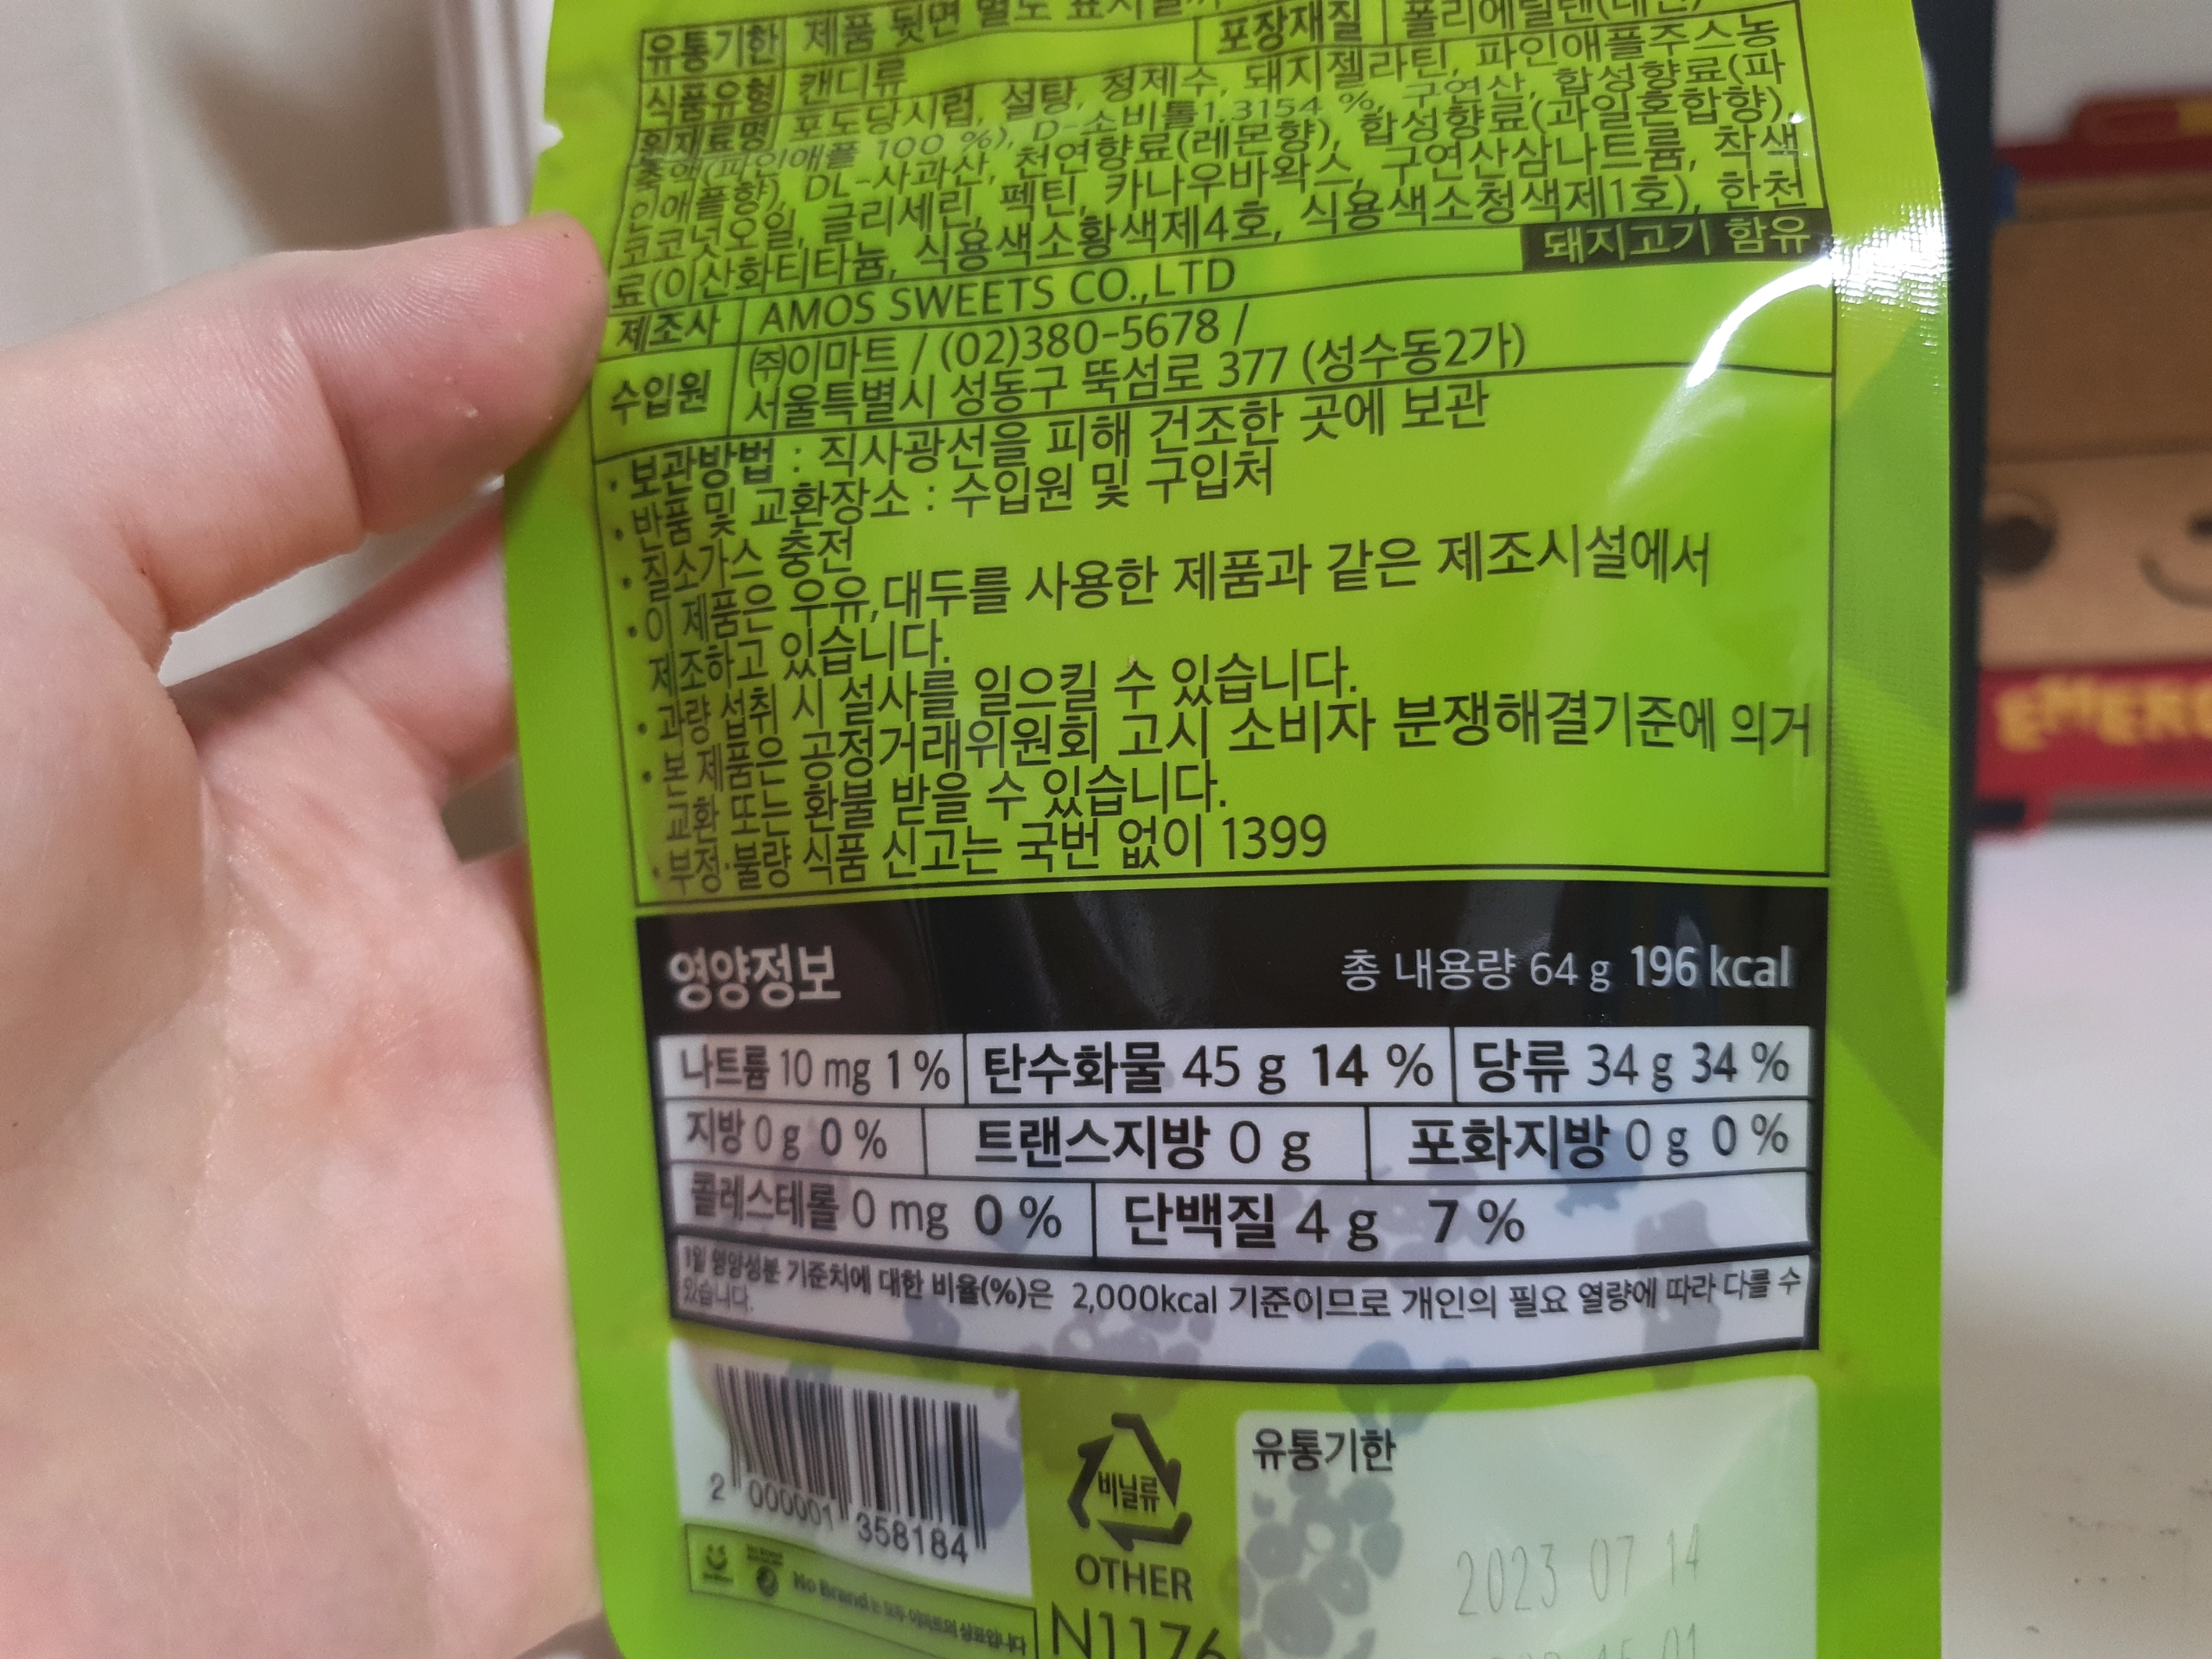 유통기한 제품 뒷면 별도 표시일까지 포장재질 폴리에틸렌(내면)
식품유형 캔디류
원재료명 포도당시럽, 설탕, 정제수, 돼지젤라틴, 파인애플주스농
축액(파인애플 100 %), D-소비톨1.3154 %, 구연산, 합성향료(파
인애플향), DL-사과산, 천연향료(레몬향), 합성향료(과일혼합향),
코코넛오일, 글리세린, 펙틴, 카나우바왁스, 구연산삼나트륨, 착색
료(이산화티타늄, 식용색소황색제4호, 식용색소청색제1호), 한천
돼지고기 함유
제조사 AMOS SWEETS CO.,LTD
수입원 ㈜이마트 / (02)380-5678 /
서울특별시 성동구 뚝섬로 377 (성수동2가)
• 보관방법 : 직사광선을 피해 건조한 곳에 보관
• 반품 및 교환장소 : 수입원 및 구입처
• 질소가스 충전
• 이 제품은 우유,대두를 사용한 제품과 같은 제조시설에서
제조하고 있습니다.
• 과량 섭취 시 설사를 일으킬 수 있습니다.
• 본 제품은 공정거래위원회 고시 소비자 분쟁해결기준에 의거
교환 또는 환불 받을 수 있습니다.
• 부정·불량 식품 신고는 국번 없이 1399
영양정보 총 내용량 64 g 196 kcal
나트륨 10 mg 1 % 탄수화물 45 g 14 % 당류 34 g 34 %
지방 0 g 0 % 트랜스지방 0 g 포화지방 0 g 0 %
콜레스테롤 0 mg 0 % 단백질 4 g 7 %
1일 영양성분 기준치에 대한 비율(%)은 2,000kcal 기준이므로 개인의 필요 열량에 따라 다를 수
있습니다.
2 000001 358184
비닐류
OTHER
유통기한
2023 07 14
No Brand는 모두 이마트의 상표입니다
N1176